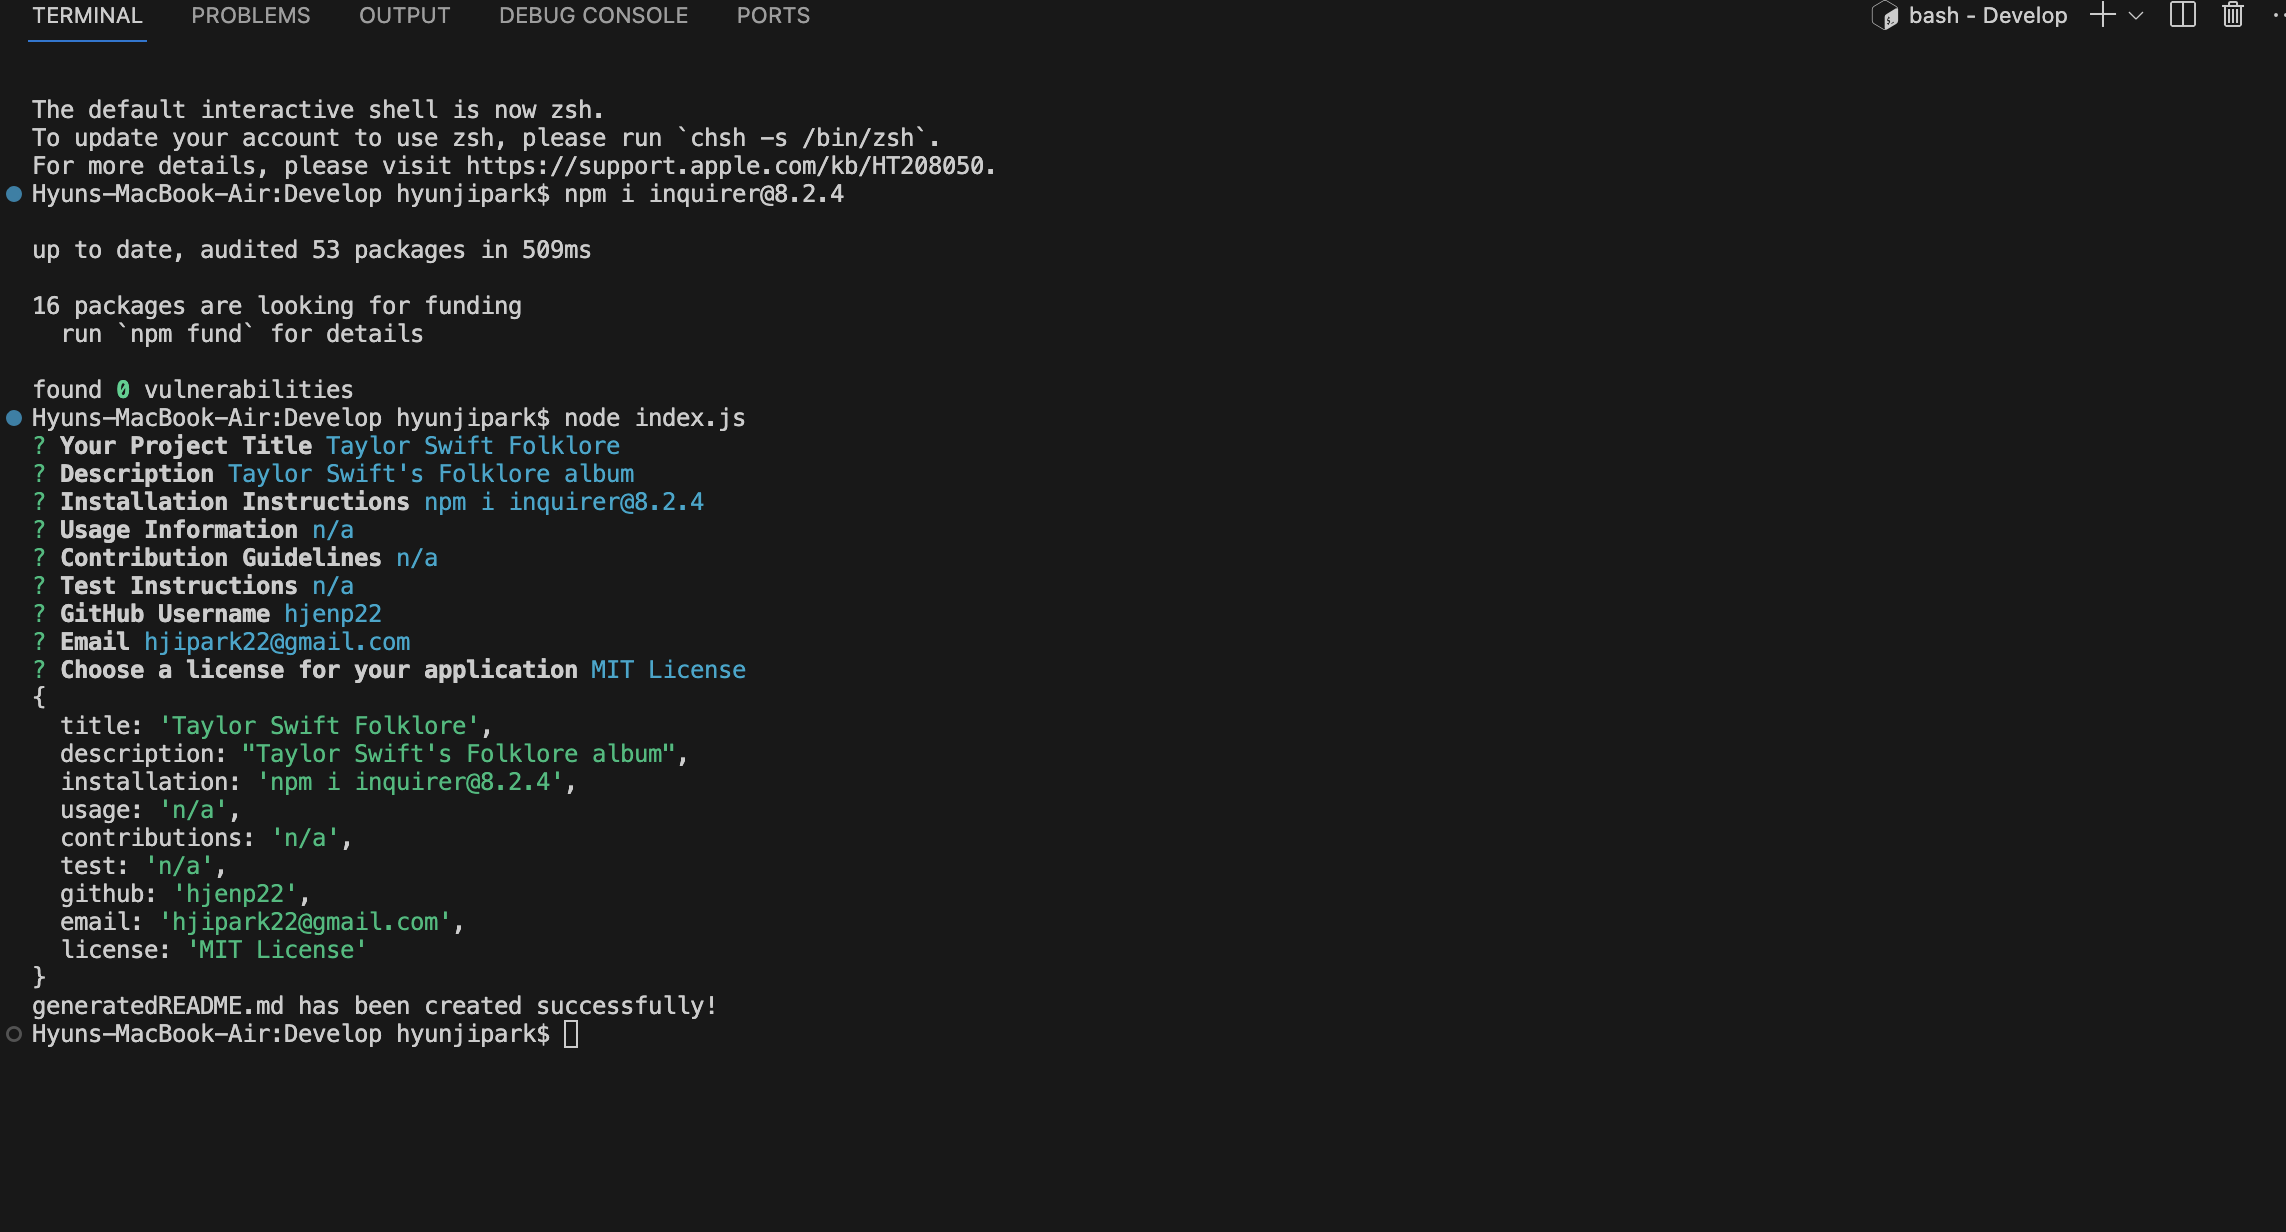 TERMINAL PROBLEMS OUTPUT DEBUG CONSOLE PORTS bash - Develop
The default interactive shell is now zsh.
To update your account to use zsh, please run `chsh -s /bin/zsh`.
For more details, please visit https://support.apple.com/kb/HT208050.
Hyuns-MacBook-Air:Develop hyunjipark$ npm i inquirer@8.2.4
up to date, audited 53 packages in 509ms
16 packages are looking for funding
  run `npm fund` for details
found 0 vulnerabilities
Hyuns-MacBook-Air:Develop hyunjipark$ node index.js
? Your Project Title Taylor Swift Folklore
? Description Taylor Swift's Folklore album
? Installation Instructions npm i inquirer@8.2.4
? Usage Information n/a
? Contribution Guidelines n/a
? Test Instructions n/a
? GitHub Username hjenp22
? Email hjipark22@gmail.com
? Choose a license for your application MIT License
{
  title: 'Taylor Swift Folklore',
  description: "Taylor Swift's Folklore album",
  installation: 'npm i inquirer@8.2.4',
  usage: 'n/a',
  contributions: 'n/a',
  test: 'n/a',
  github: 'hjenp22',
  email: 'hjipark22@gmail.com',
  license: 'MIT License'
}
generatedREADME.md has been created successfully!
Hyuns-MacBook-Air:Develop hyunjipark$